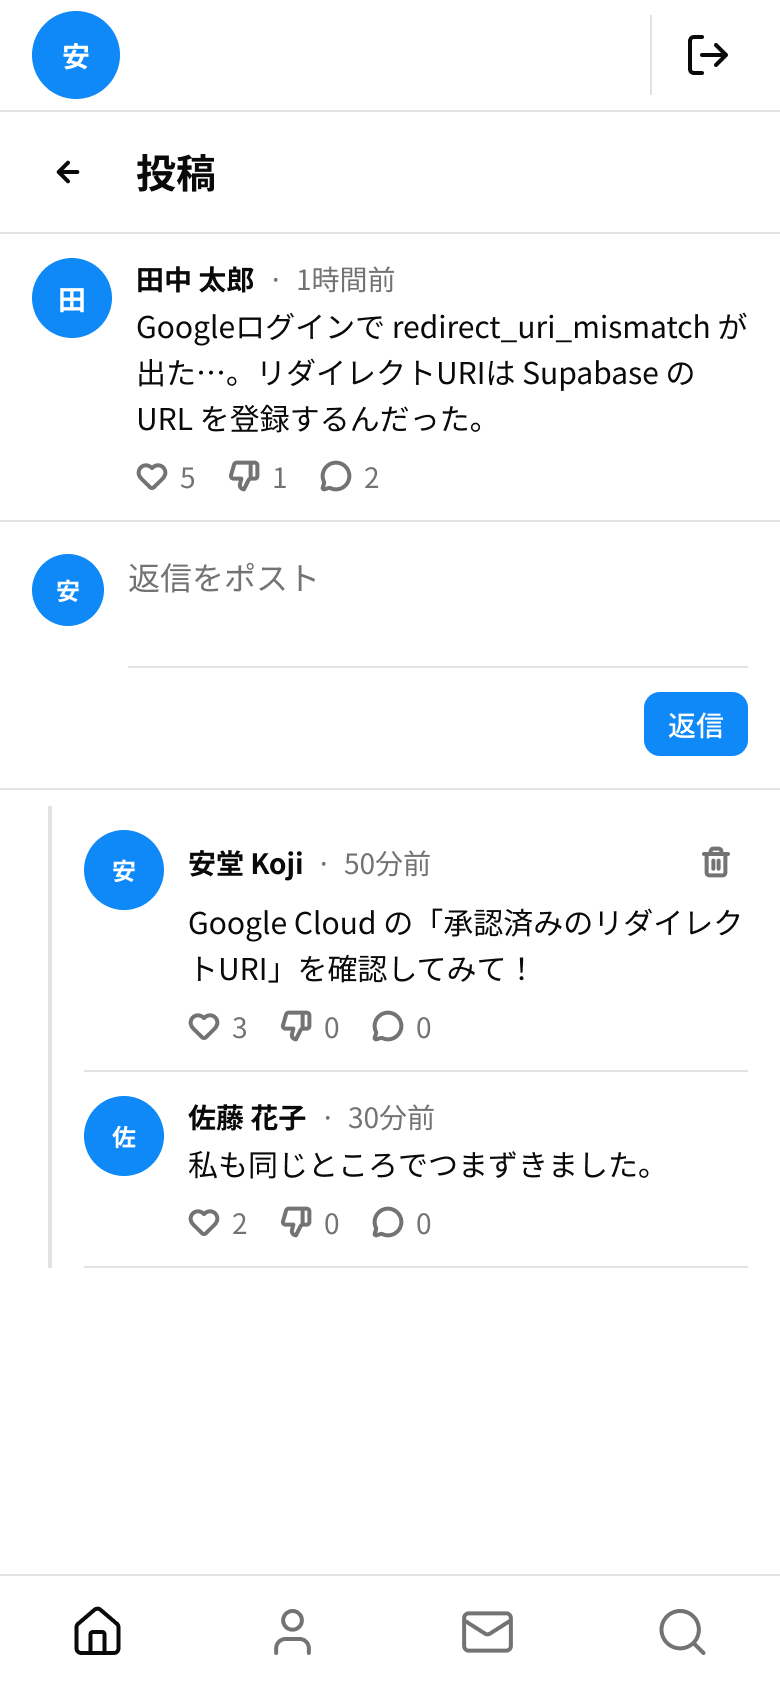 安
投稿
田
田中 太郎 · 1時間前
Googleログインで redirect_uri_mismatch が
出た…。リダイレクトURIは Supabase の
URL を登録するんだった。
5 1 2
安
返信をポスト
返信
安
安堂 Koji · 50分前
Google Cloud の「承認済みのリダイレク
トURI」を確認してみて！
3 0 0
佐
佐藤 花子 · 30分前
私も同じところでつまずきました。
2 0 0